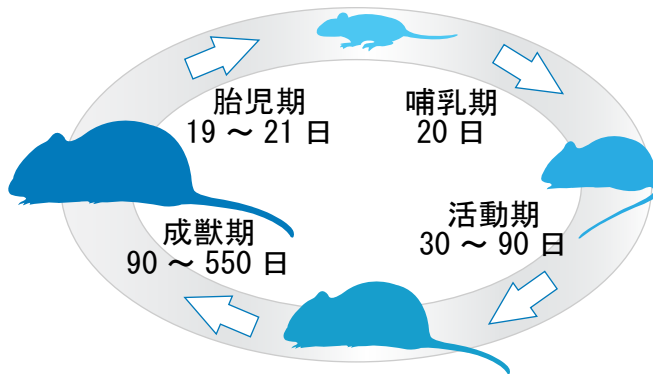 胎児期
19 ～ 21 日
哺乳期
20 日
活動期
30 ～ 90 日
成獣期
90 ～ 550 日